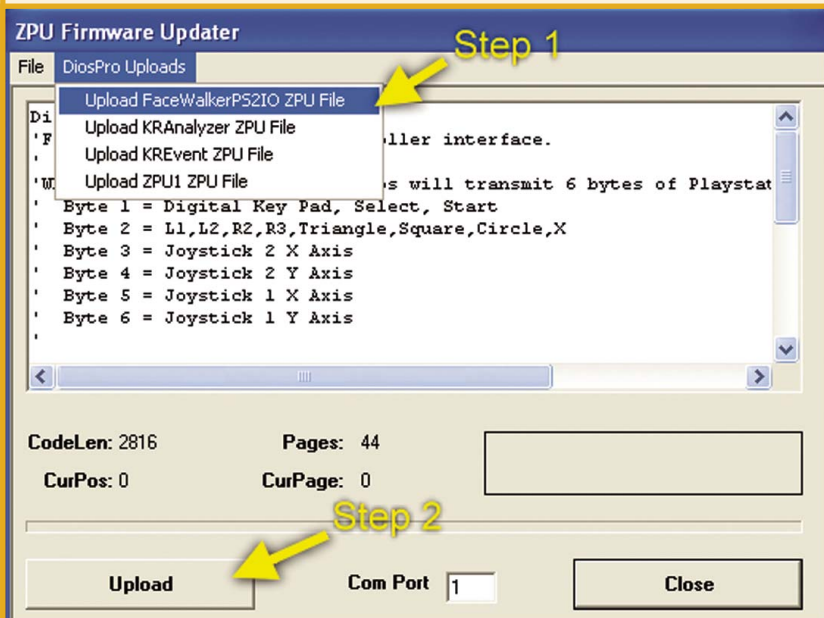 ZPU Firmware Updater
Step 1
File DiosPro Uploads
Upload FaceWalkerPS2IO ZPU File
Upload KRAnalyzer ZPU File
Upload KREvent ZPU File
Upload ZPU1 ZPU File
Di
'F ller interface.
'
'W s will transmit 6 bytes of Playstat
' Byte 1 = Digital Key Pad, Select, Start
' Byte 2 = L1,L2,R2,R3,Triangle,Square,Circle,X
' Byte 3 = Joystick 2 X Axis
' Byte 4 = Joystick 2 Y Axis
' Byte 5 = Joystick 1 X Axis
' Byte 6 = Joystick 1 Y Axis
'
CodeLen: 2816 Pages: 44
CurPos: 0 CurPage: 0
Step 2
Upload Com Port 1 Close